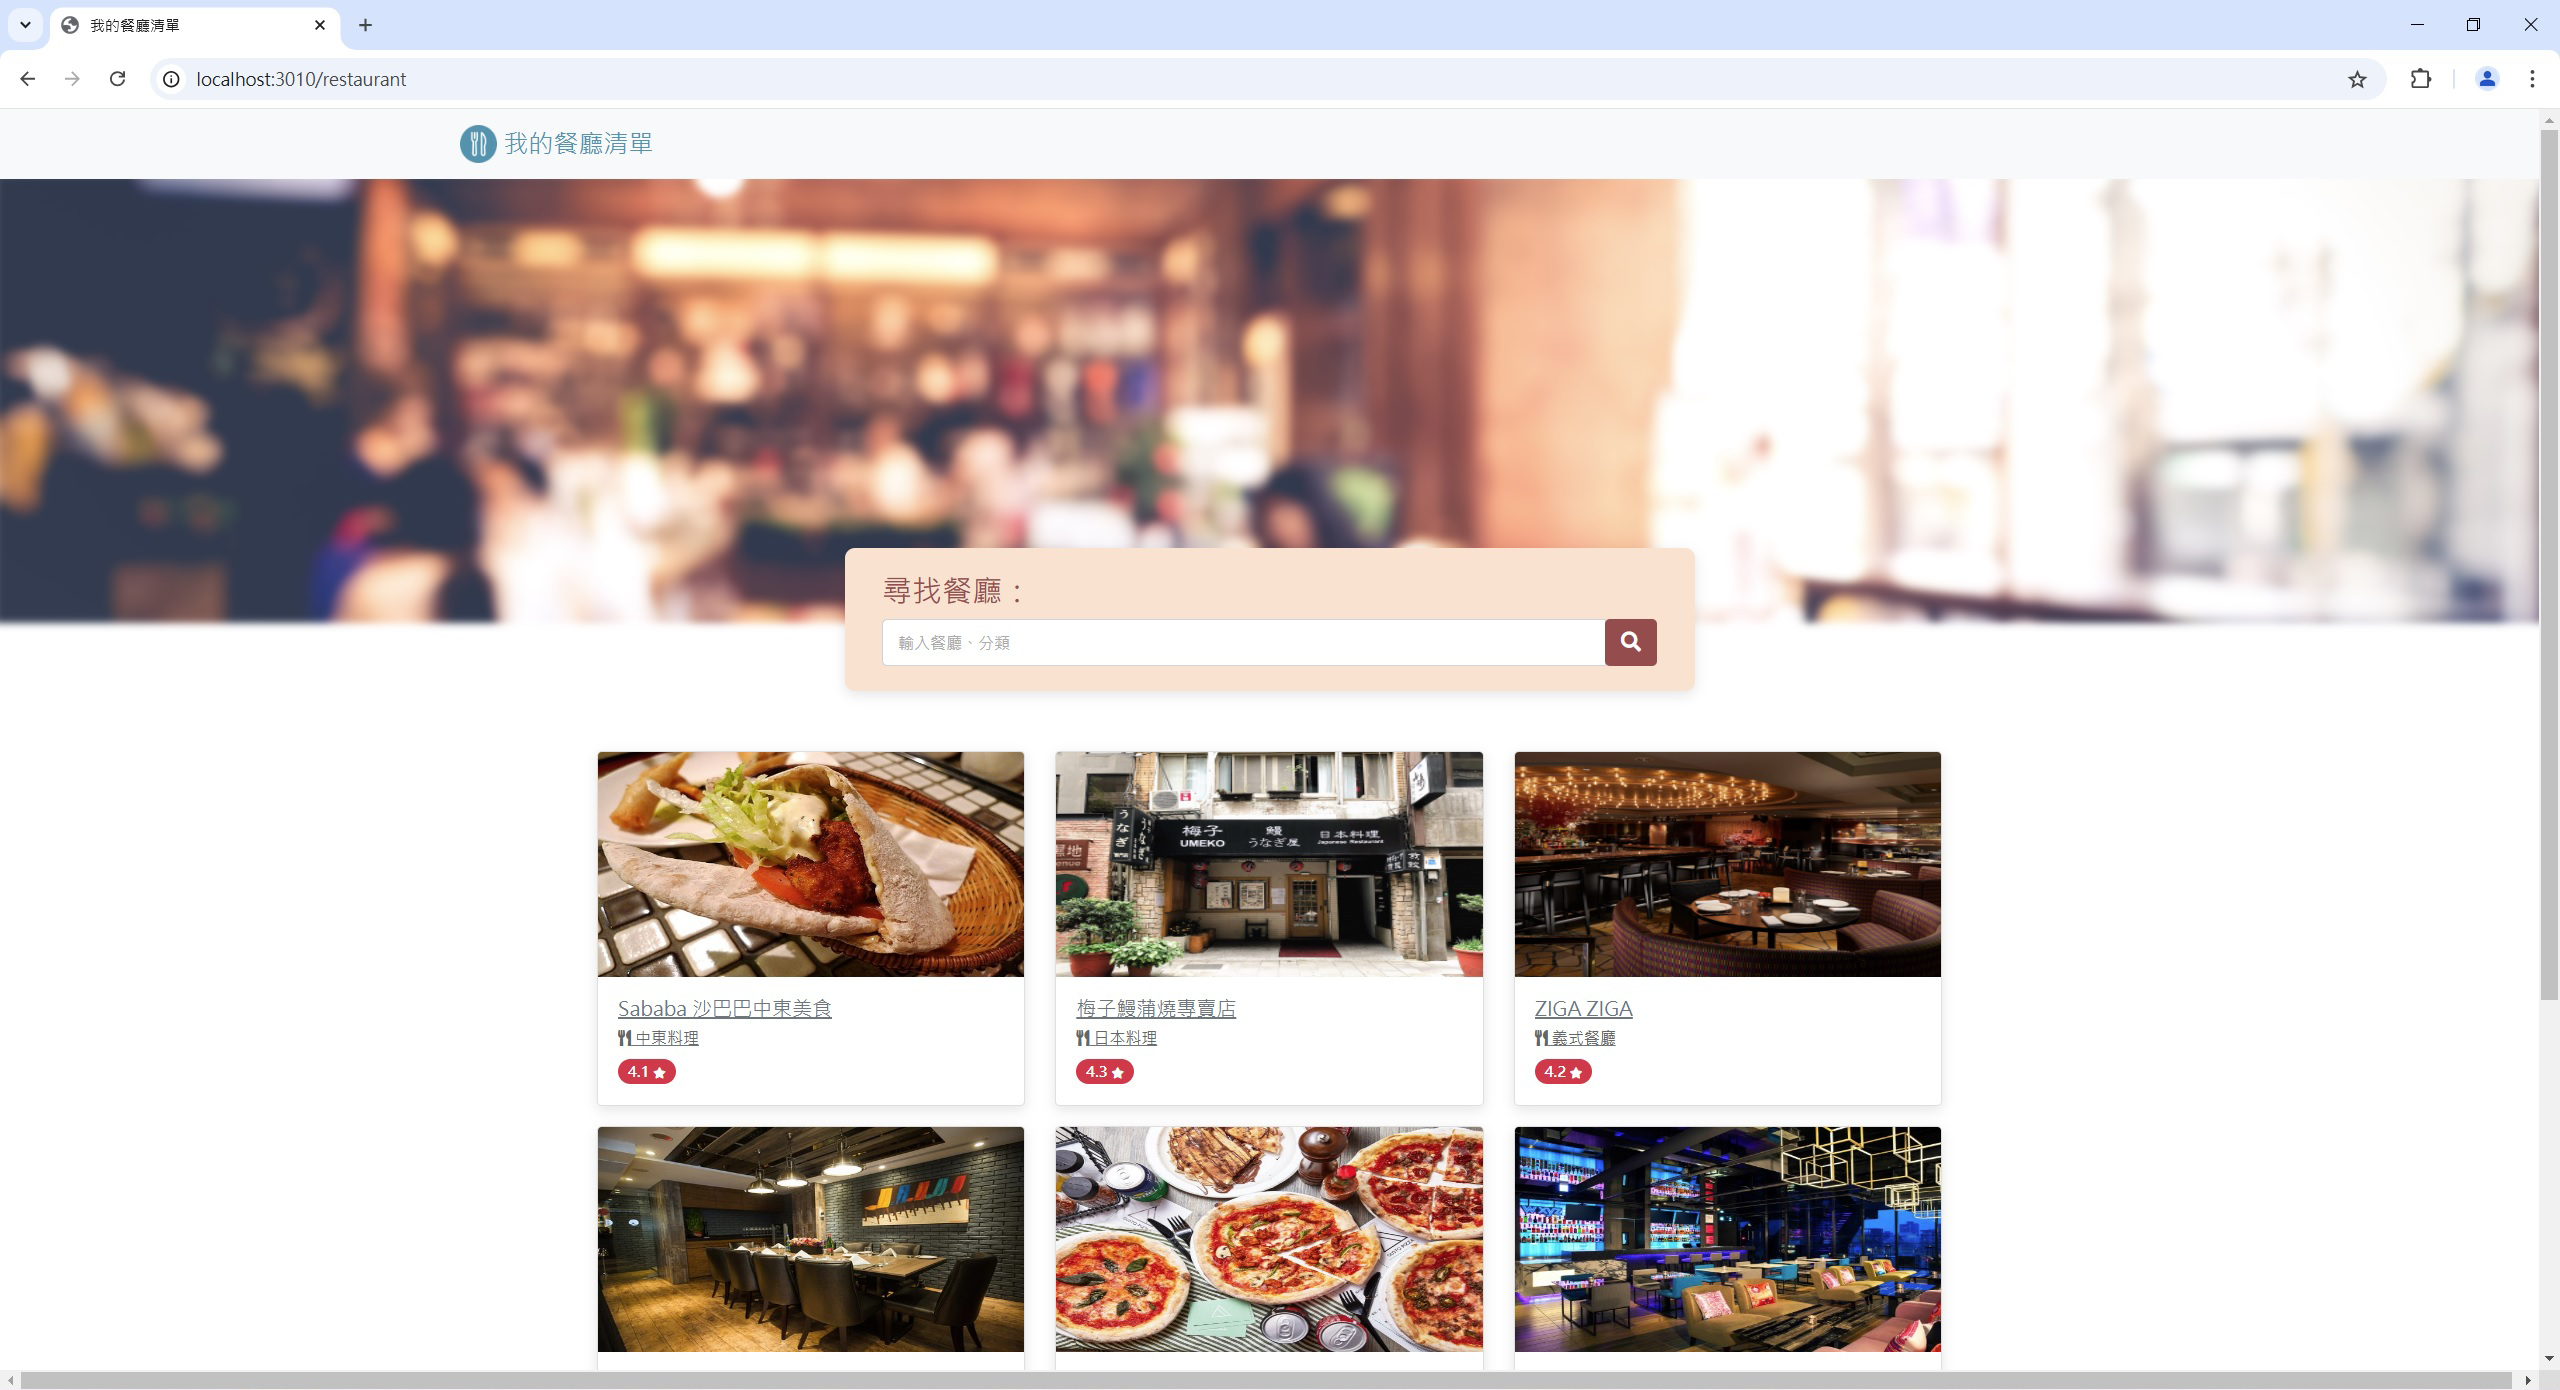 我的餐廳清單
localhost:3010/restaurant
我的餐廳清單
尋找餐廳：
輸入餐廳、分類
うなぎ
梅子 鰻 日本料理
UMEKO うなぎ屋 Japanese Restaurant
Sababa 沙巴巴中東美食
中東料理
4.1
梅子鰻蒲燒專賣店
日本料理
4.3
ZIGA ZIGA
義式餐廳
4.2